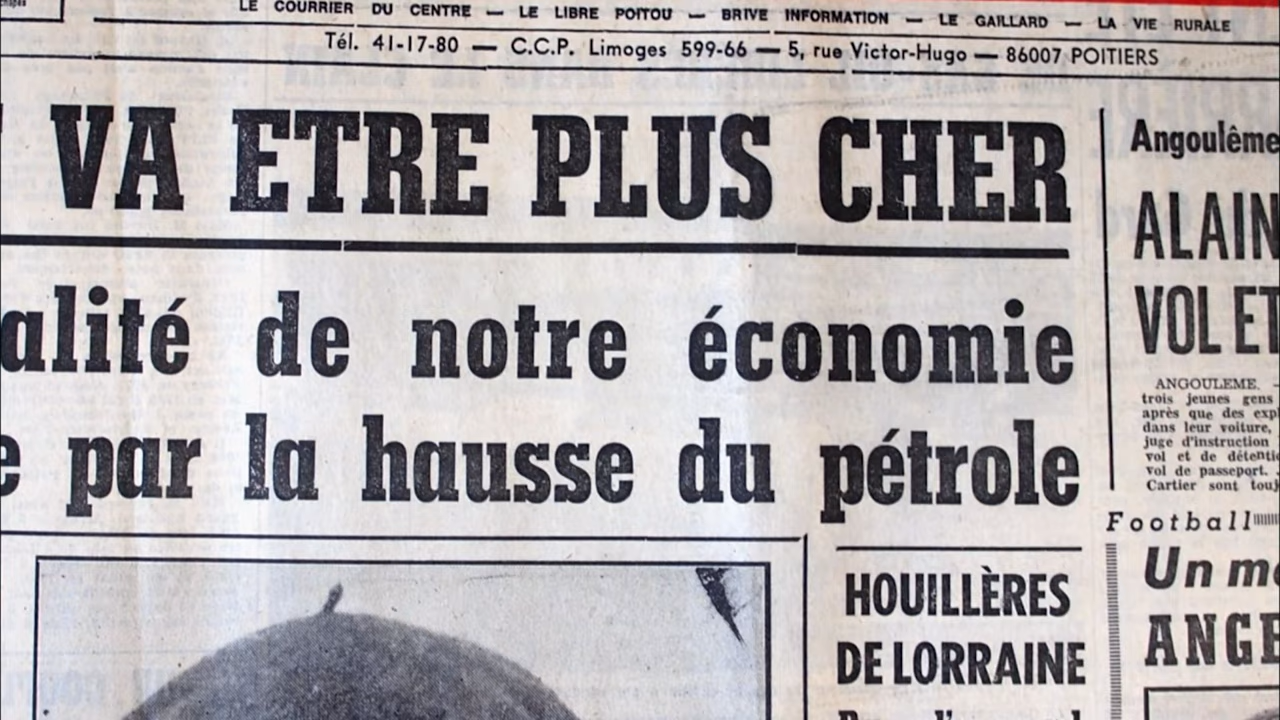 LE COURRIER DU CENTRE — LE LIBRE POITOU — BRIVE INFORMATION — LE GAILLARD — LA VIE RURALE
Tél. 41-17-80 — C.C.P. Limoges 599-66 — 5, rue Victor-Hugo — 86007 POITIERS
VA ETRE PLUS CHER
alité de notre économie
e par la hausse du pétrole
HOUILLÈRES
DE LORRAINE
Angoulême
ALAIN
VOL ET
ANGOULEME. —
trois jeunes gens
après que des exp
dans leur voiture,
juge d'instruction
vol et de détentio
vol de passeport.
Cartier sont touj
Football
Un m
ANGE